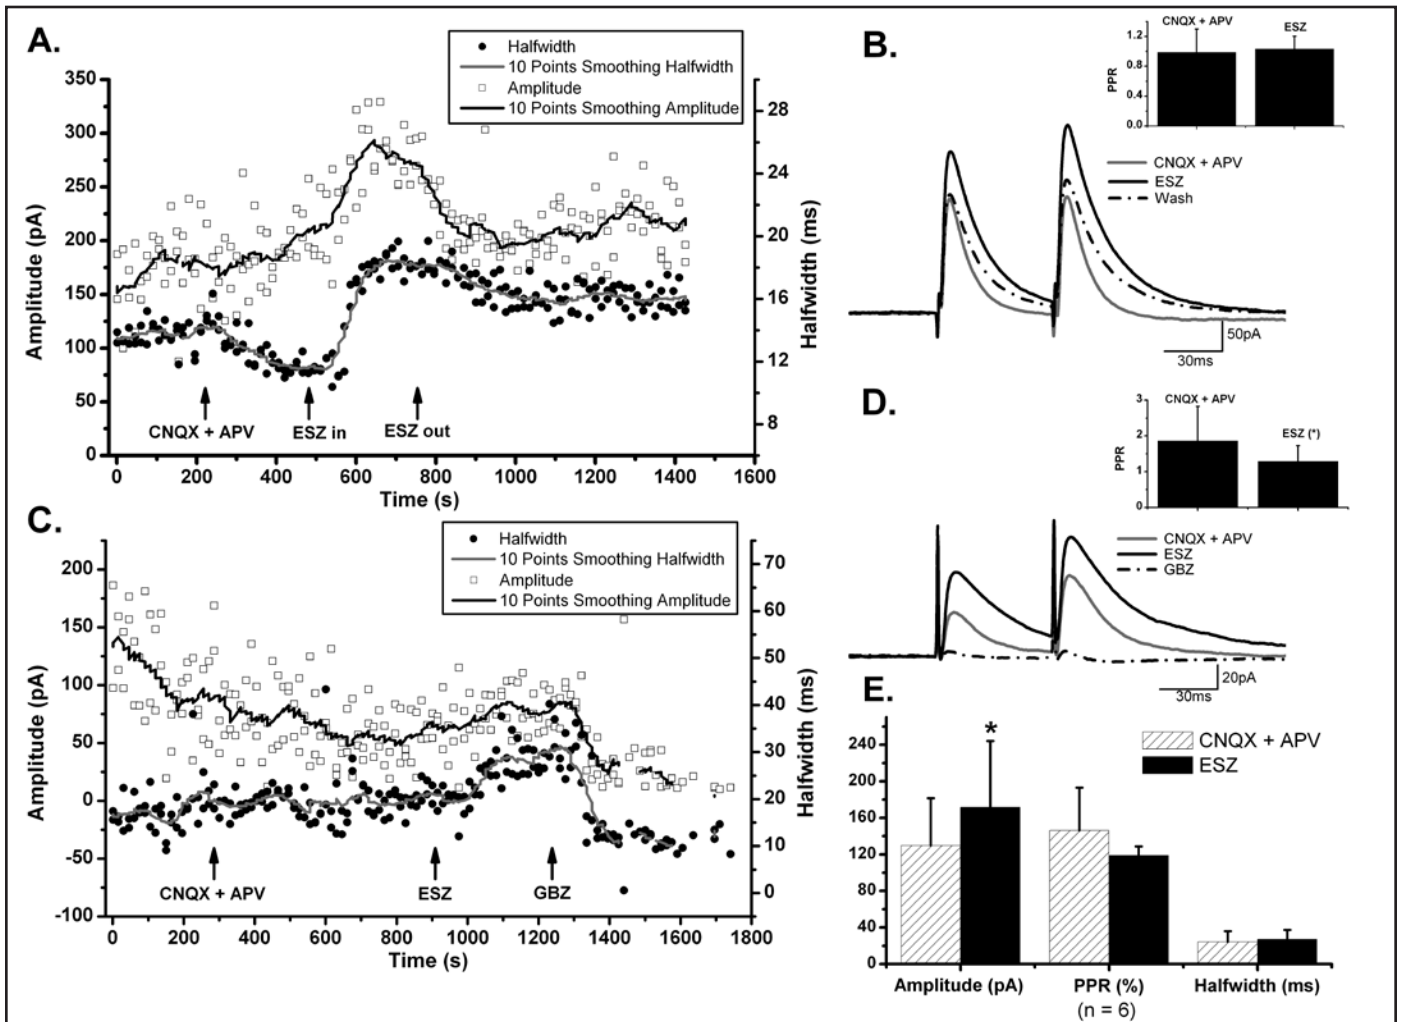 A.
Halfwidth
10 Points Smoothing Halfwidth
Amplitude
10 Points Smoothing Amplitude
350
300
250
200
150
100
50
0
Amplitude (pA)
28
24
20
16
12
8
Halfwidth (ms)
CNQX + APV
ESZ in
ESZ out
0 200 400 600 800 1000 1200 1400 1600
Time (s)
B.
CNQX + APV
ESZ
1.2
0.8
0.4
0.0
PPR
CNQX + APV
ESZ
Wash
50pA
30ms
C.
Halfwidth
10 Points Smoothing Halfwidth
Amplitude
10 Points Smoothing Amplitude
200
150
100
50
0
-50
-100
Amplitude (pA)
70
60
50
40
30
20
10
0
Halfwidth (ms)
CNQX + APV
ESZ
GBZ
0 200 400 600 800 1000 1200 1400 1600 1800
Time (s)
D.
CNQX + APV
ESZ (*)
3
2
1
0
PPR
CNQX + APV
ESZ
GBZ
20pA
30ms
E.
240
200
160
120
80
40
0
*
CNQX + APV
ESZ
Amplitude (pA)
PPR (%)
Halfwidth (ms)
(n = 6)